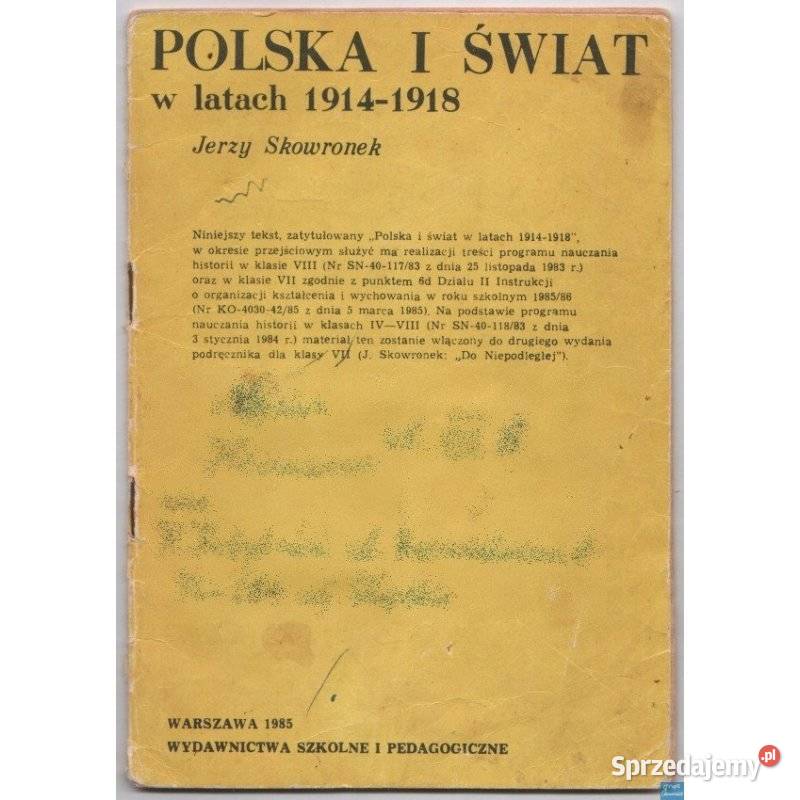 POLSKA I ŚWIAT
w latach 1914-1918
Jerzy Skowronek
Niniejszy tekst, zatytułowany „Polska i świat w latach 1914-1918",
w okresie przejściowym służyć ma realizacji treści programu nauczania
historii w klasie VIII (Nr SN-40-117/83 z dnia 25 listopada 1983 r.)
oraz w klasie VII zgodnie z punktem 6d Działu II Instrukcji
o organizacji kształcenia i wychowania w roku szkolnym 1985/86
(Nr KO-4030-42/85 z dnia 5 marca 1985). Na podstawie programu
nauczania historii w klasach IV—VIII (Nr SN-40-118/83 z dnia
3 stycznia 1984 r.) materiał ten zostanie włączony do drugiego wydania
podręcznika dla klasy VII (J. Skowronek: „Do Niepodległej").
WARSZAWA 1985
WYDAWNICTWA SZKOLNE I PEDAGOGICZNE
Sprzedajemy.pl